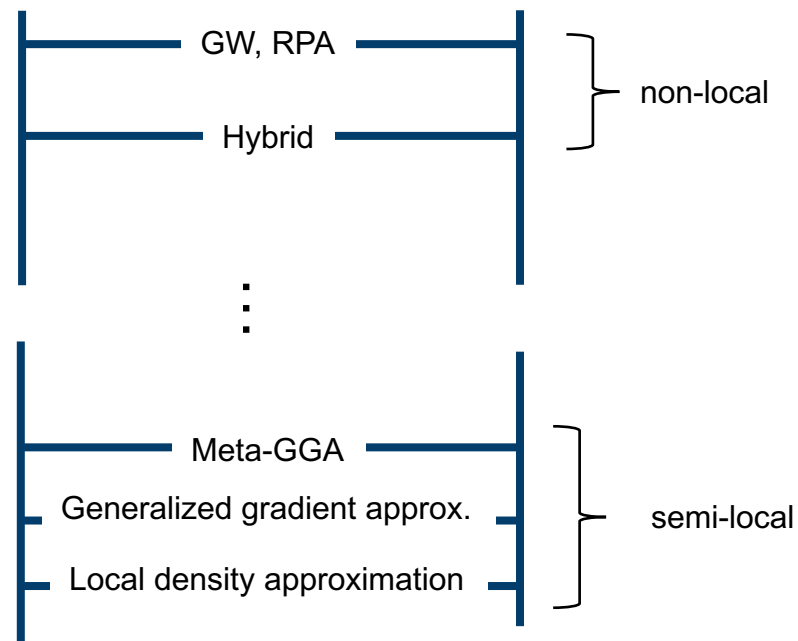 GW, RPA
non-local
Hybrid
⋮
Meta-GGA
Generalized gradient approx.
semi-local
Local density approximation